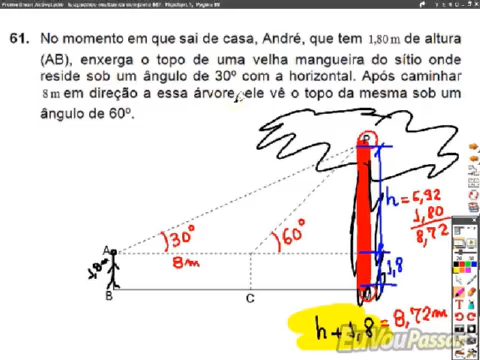 61. No momento em que sai de casa, André, que tem 1,80 m de altura
(AB), enxerga o topo de uma velha mangueira do sítio onde
reside sob um ângulo de 30º com a horizontal. Após caminhar
8 m em direção a essa árvore, ele vê o topo da mesma sob um
ângulo de 60º.
h = 6,92
1,80
8,72
30°
60°
A
8m
1,8m
1,8
B
C
h + 1,8 = 8,72m
EuVouPassar